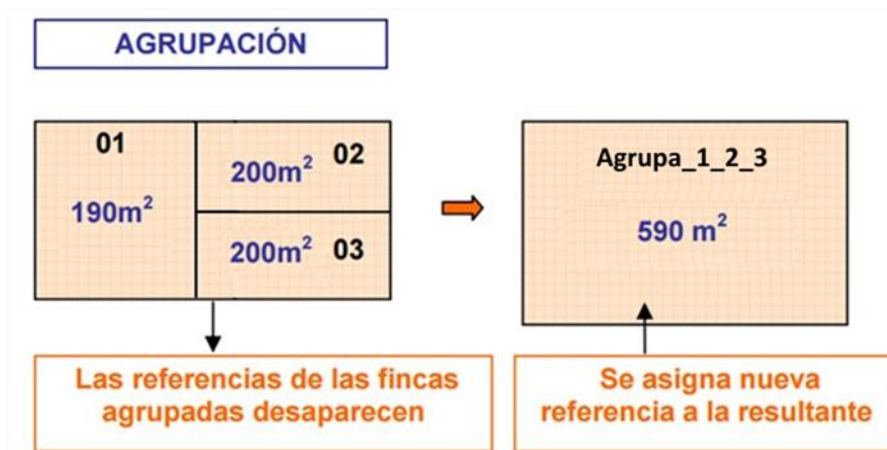 AGRUPACIÓN
01
190m²
200m² 02
200m² 03
Agrupa_1_2_3
590 m²
Las referencias de las fincas
agrupadas desaparecen
Se asigna nueva
referencia a la resultante